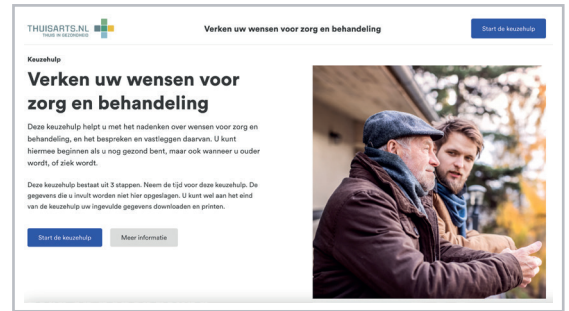 THUISARTS.NL
THUIS IN GEZONDHEID
Verken uw wensen voor zorg en behandeling
Start de keuzehulp
Keuzehulp
Verken uw wensen voor
zorg en behandeling
Deze keuzehulp helpt u met het nadenken over wensen voor zorg en
behandeling, en het bespreken en vastleggen daarvan. U kunt
hiermee beginnen als u nog gezond bent, maar ook wanneer u ouder
wordt, of ziek wordt.
Deze keuzehulp bestaat uit 3 stappen. Neem de tijd voor deze keuzehulp. De
gegevens die u invult worden niet hier opgeslagen. U kunt wel aan het eind
van de keuzehulp uw ingevulde gegevens downloaden en printen.
Start de keuzehulp
Meer informatie